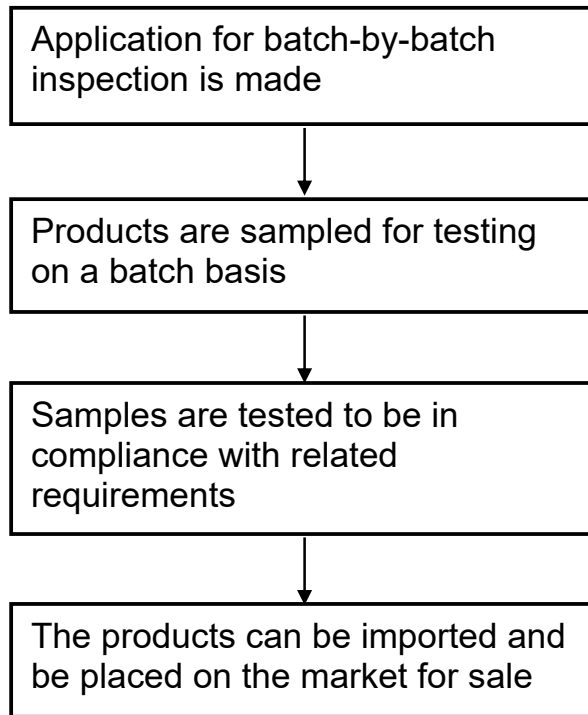 Application for batch-by-batch
inspection is made
Products are sampled for testing
on a batch basis
Samples are tested to be in
compliance with related
requirements
The products can be imported and
be placed on the market for sale